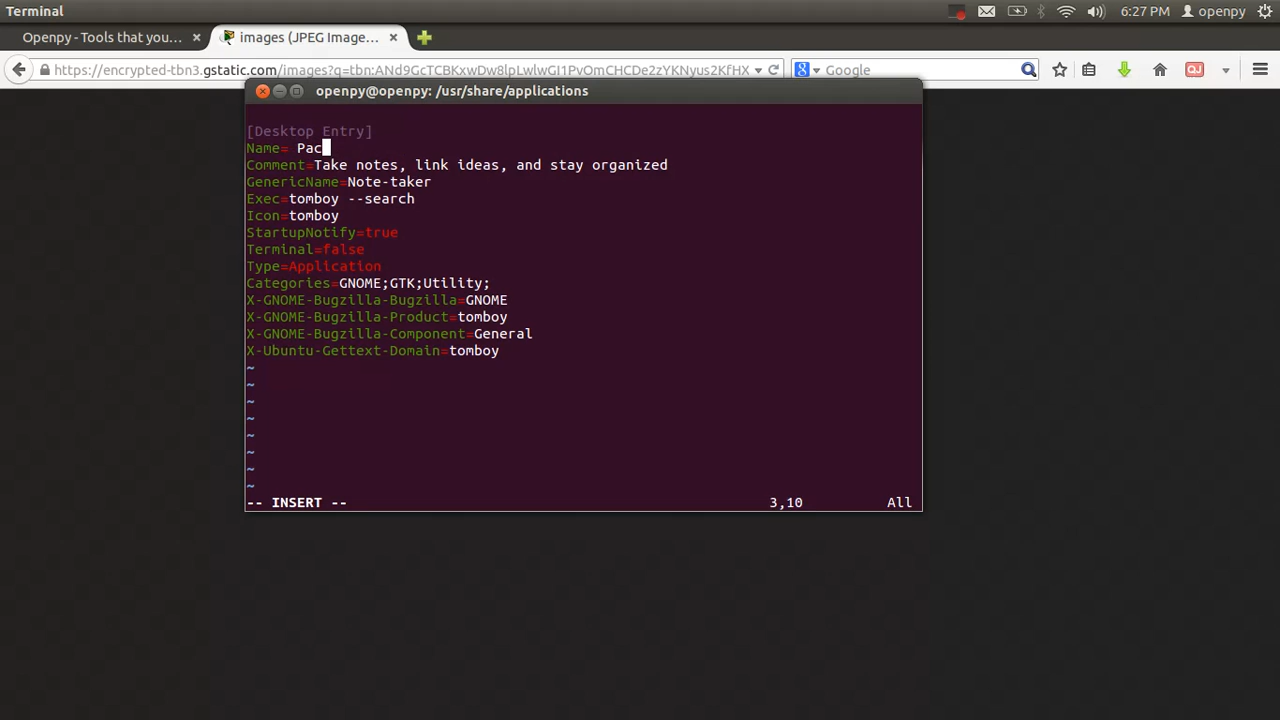 Terminal
6:27 PM openpy
Openpy - Tools that you... × images (JPEG Image... ×
https://encrypted-tbn3.gstatic.com/images?q=tbn:ANd9GcTCBKxwDw8lpLwlwGI1PvOmCHCDe2zYKNyus2KfHX Google QJ
openpy@openpy: /usr/share/applications
[Desktop Entry]
Name= Pac
Comment=Take notes, link ideas, and stay organized
GenericName=Note-taker
Exec=tomboy --search
Icon=tomboy
StartupNotify=true
Terminal=false
Type=Application
Categories=GNOME;GTK;Utility;
X-GNOME-Bugzilla-Bugzilla=GNOME
X-GNOME-Bugzilla-Product=tomboy
X-GNOME-Bugzilla-Component=General
X-Ubuntu-Gettext-Domain=tomboy
~
~
~
~
~
~
~
~
-- INSERT -- 3,10 All